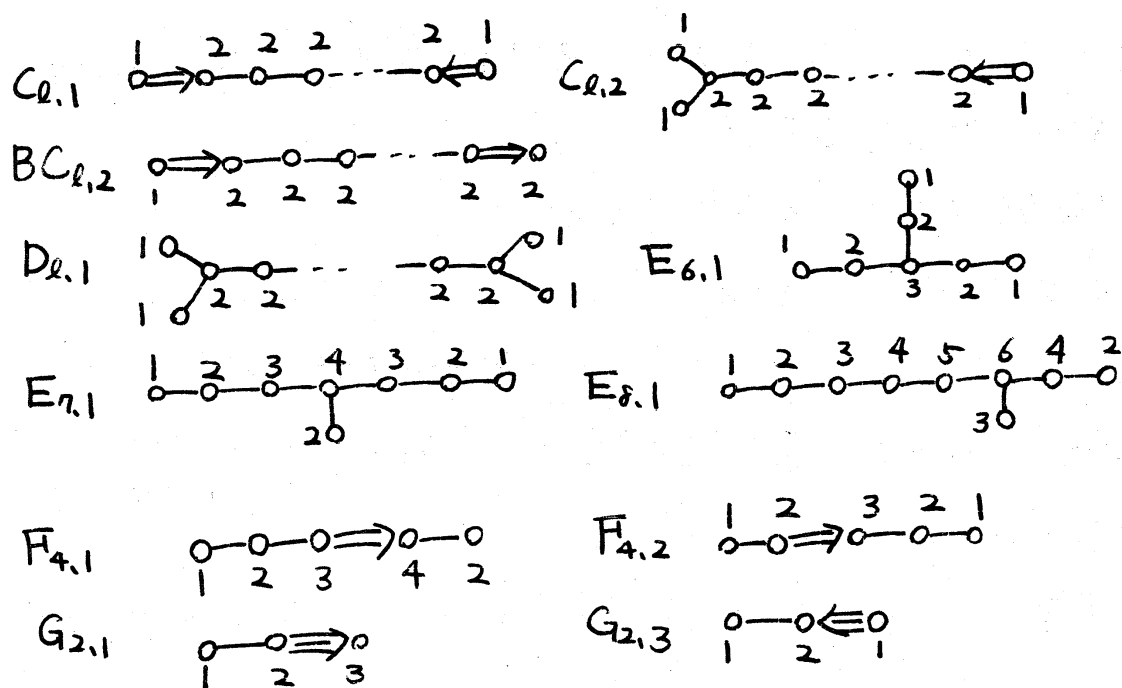 1 2 2 2 2 1 1
C_{ℓ,1} C_{ℓ,2} 1 2 2 2 2 1
BC_{ℓ,2} 1 2 2 2 2 2
D_{ℓ,1} 1 1 2 2 2 2 1 1 E_{6,1} 1 2 3 2 1 2 1
E_{7,1} 1 2 3 4 3 2 1 2 E_{8,1} 1 2 3 4 5 6 4 2 3
F_{4,1} 1 2 3 4 2 F_{4,2} 1 2 3 2 1
G_{2,1} 1 2 3 G_{2,3} 1 2 1